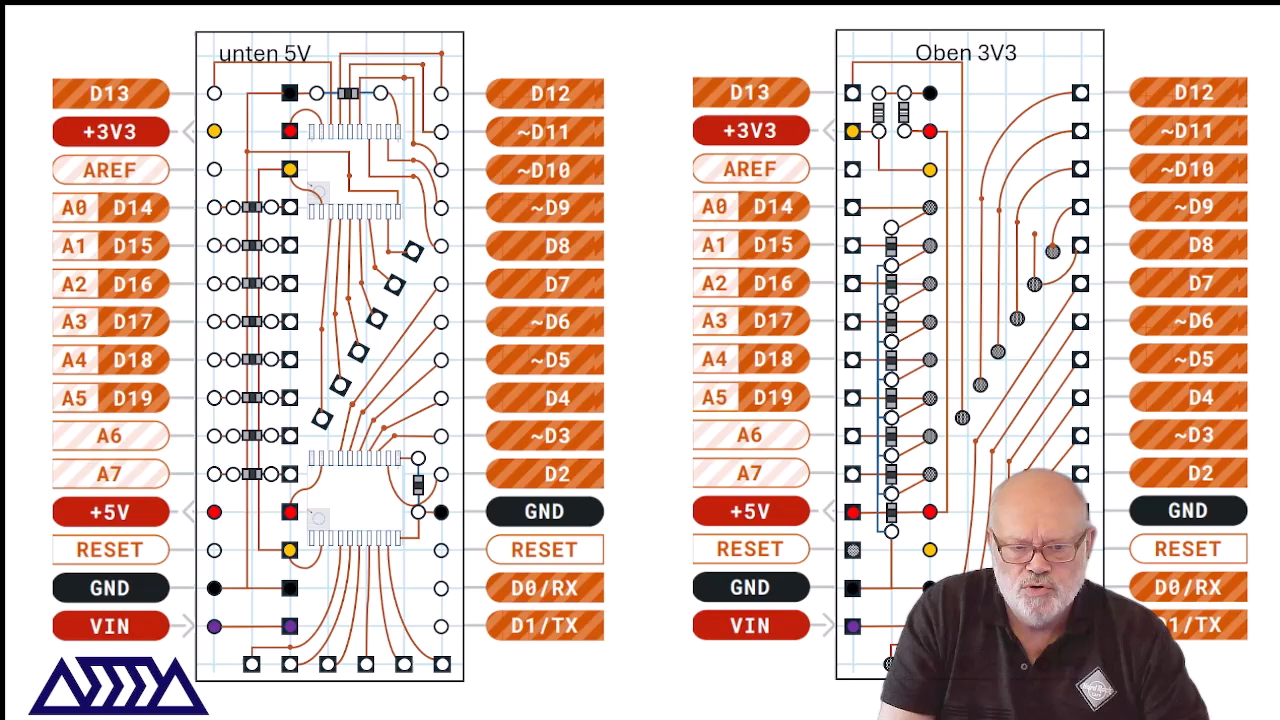 unten 5V
D13
+3V3
AREF
A0 D14
A1 D15
A2 D16
A3 D17
A4 D18
A5 D19
A6
A7
+5V
RESET
GND
VIN
D12
~D11
~D10
~D9
D8
D7
~D6
~D5
D4
~D3
D2
GND
RESET
D0/RX
D1/TX
Oben 3V3
D13
+3V3
AREF
A0 D14
A1 D15
A2 D16
A3 D17
A4 D18
A5 D19
A6
A7
+5V
RESET
GND
VIN
D12
~D11
~D10
~D9
D8
D7
~D6
~D5
D4
~D3
D2
GND
RESET
D0/RX
D1/TX